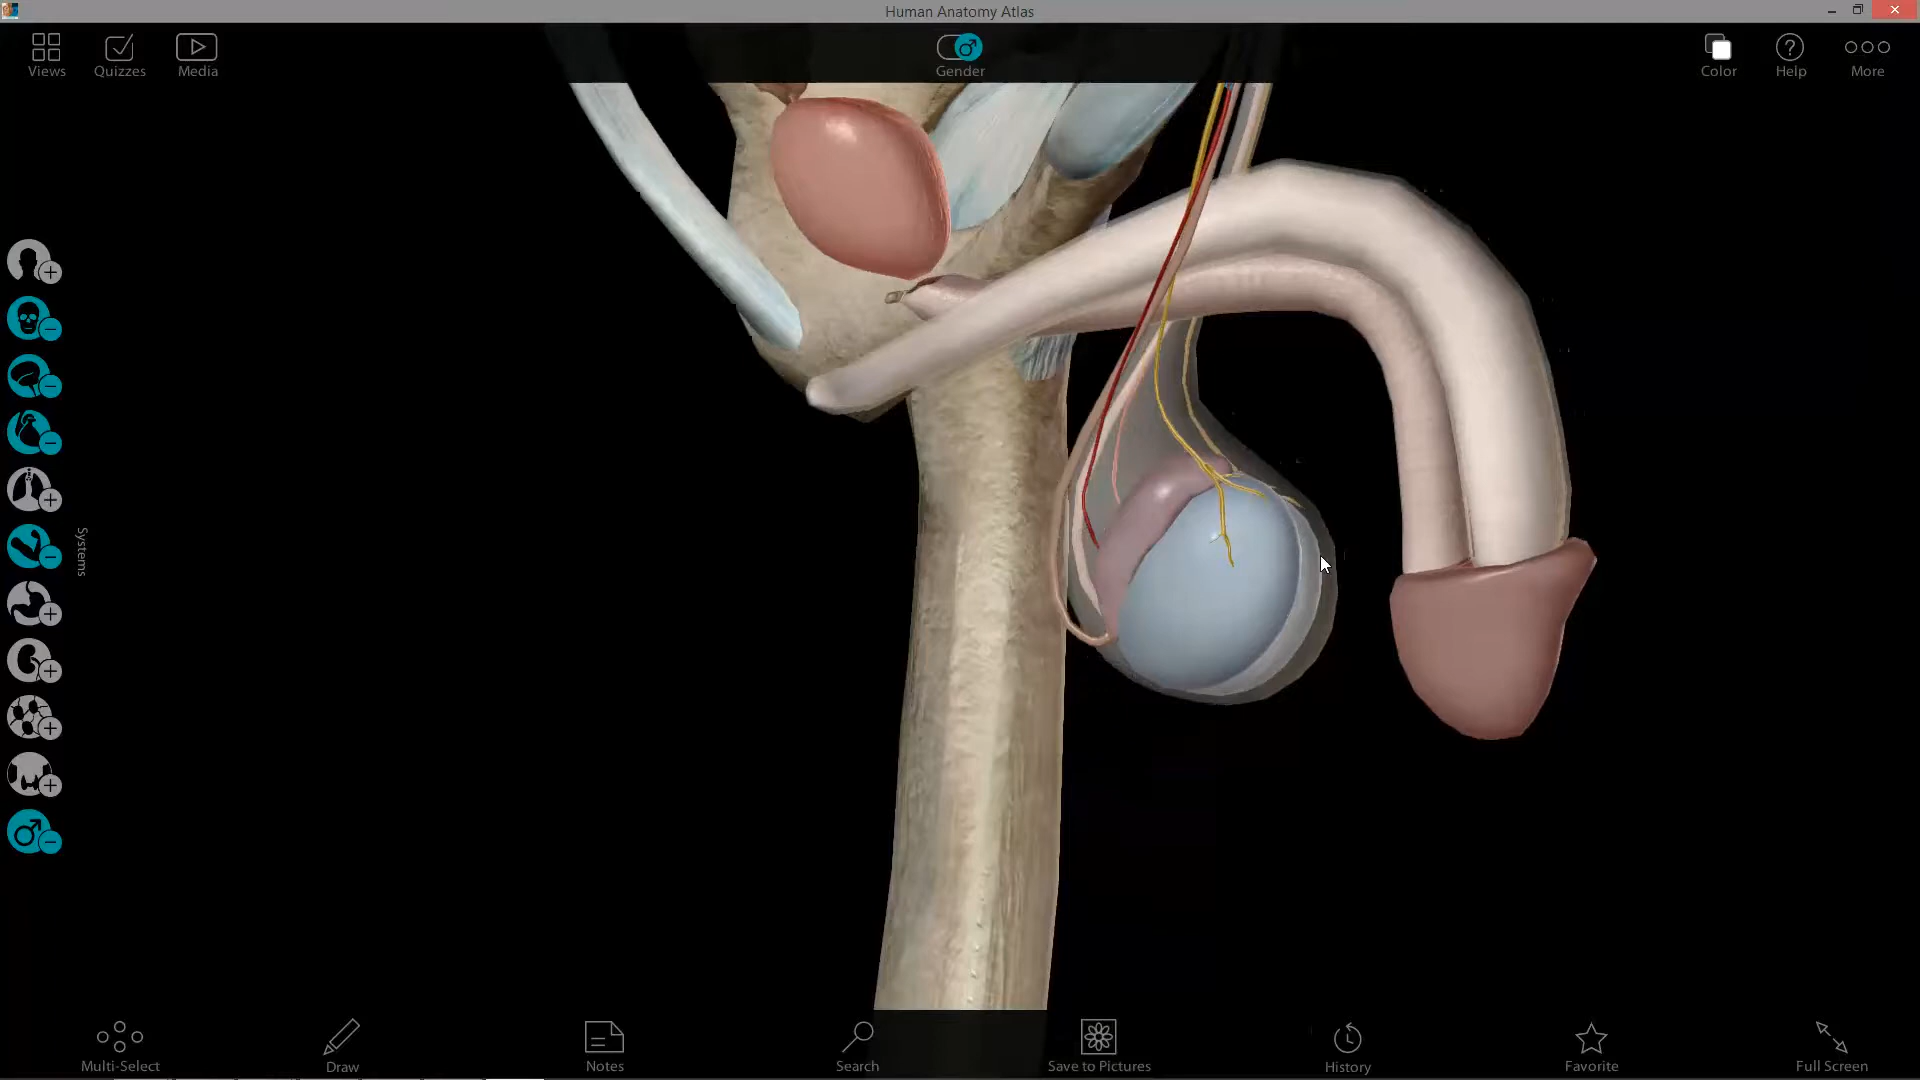 Human Anatomy Atlas
Views
Quizzes
Media
Gender
Color
Help
More
Systems
Multi-Select
Draw
Notes
Search
Save to Pictures
History
Favorite
Full Screen